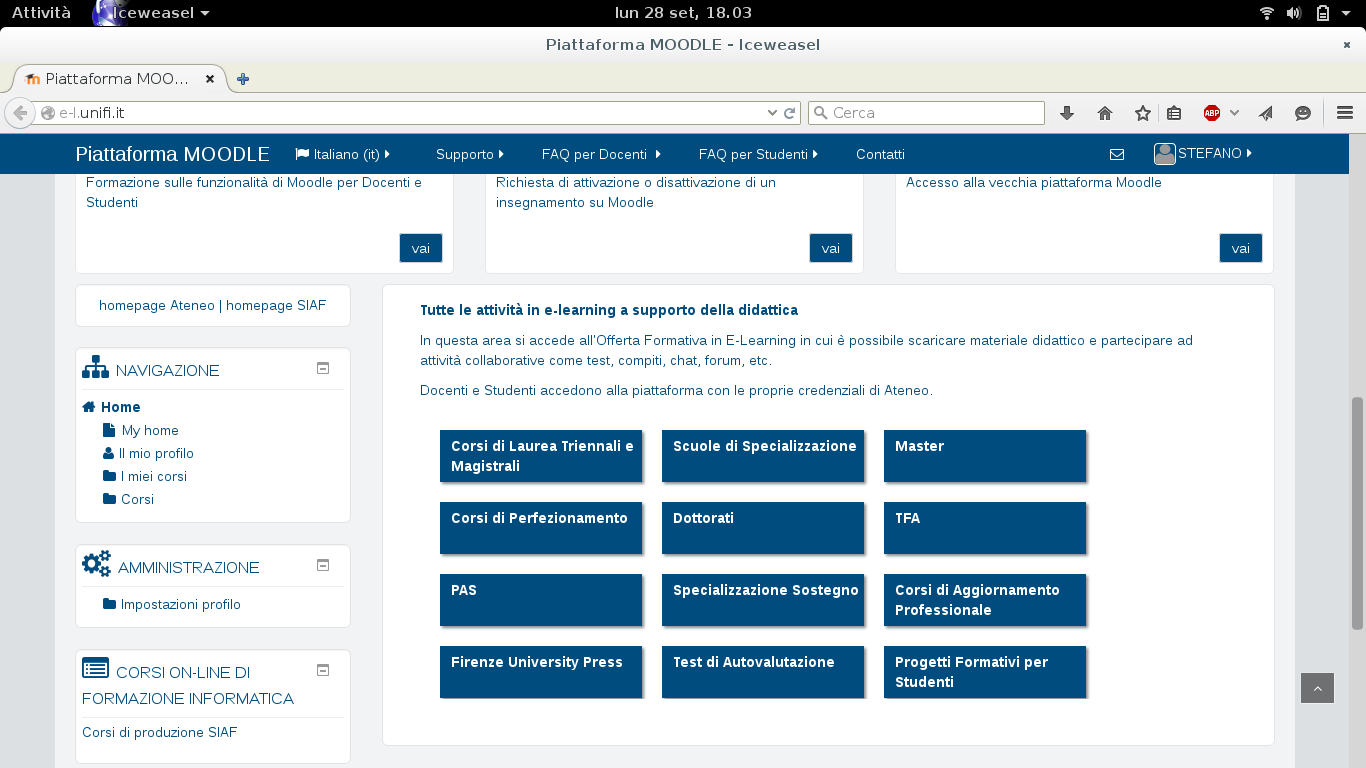 Attività Iceweasel lun 28 set, 18.03
Piattaforma MOODLE - Iceweasel
Piattaforma MOO...
e-l.unifi.it Cerca ABP
Piattaforma MOODLE Italiano (it) Supporto FAQ per Docenti FAQ per Studenti Contatti STEFANO
Formazione sulle funzionalità di Moodle per Docenti e
Studenti
vai
Richiesta di attivazione o disattivazione di un
insegnamento su Moodle
vai
Accesso alla vecchia piattaforma Moodle
vai
homepage Ateneo | homepage SIAF
NAVIGAZIONE
Home
My home
Il mio profilo
I miei corsi
Corsi
AMMINISTRAZIONE
Impostazioni profilo
CORSI ON-LINE DI
FORMAZIONE INFORMATICA
Corsi di produzione SIAF
Tutte le attività in e-learning a supporto della didattica
In questa area si accede all'Offerta Formativa in E-Learning in cui è possibile scaricare materiale didattico e partecipare ad
attività collaborative come test, compiti, chat, forum, etc.
Docenti e Studenti accedono alla piattaforma con le proprie credenziali di Ateneo.
Corsi di Laurea Triennali e
Magistrali
Scuole di Specializzazione
Master
Corsi di Perfezionamento
Dottorati
TFA
PAS
Specializzazione Sostegno
Corsi di Aggiornamento
Professionale
Firenze University Press
Test di Autovalutazione
Progetti Formativi per
Studenti